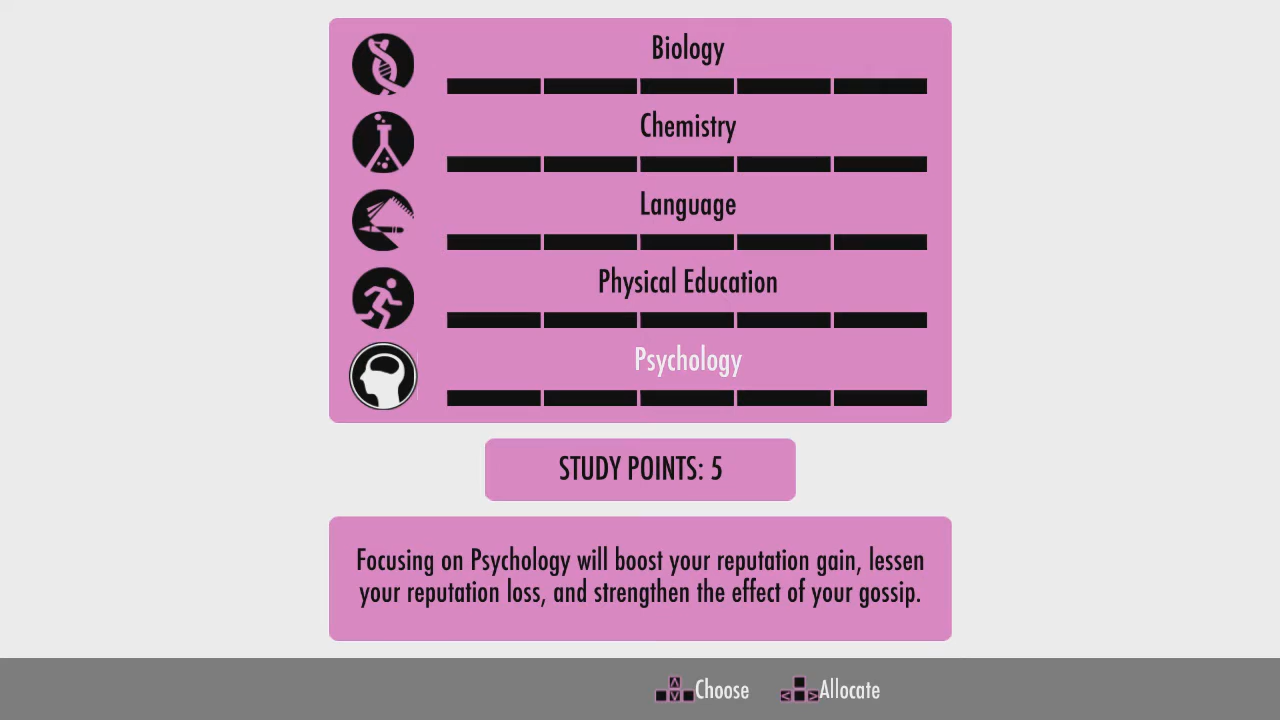 Biology
Chemistry
Language
Physical Education
Psychology
STUDY POINTS: 5
Focusing on Psychology will boost your reputation gain, lessen
your reputation loss, and strengthen the effect of your gossip.
Choose
Allocate